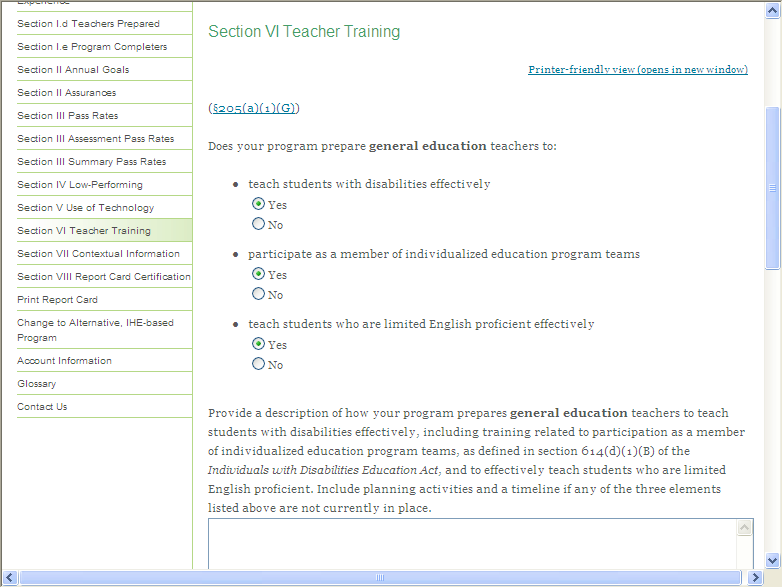 Section I.d Teachers Prepared
Section I.e Program Completers
Section II Annual Goals
Section II Assurances
Section III Pass Rates
Section III Assessment Pass Rates
Section III Summary Pass Rates
Section IV Low-Performing
Section V Use of Technology
Section VI Teacher Training
Section VII Contextual Information
Section VIII Report Card Certification
Print Report Card
Change to Alternative, IHE-based
Program
Account Information
Glossary
Contact Us
Section VI Teacher Training
Printer-friendly view (opens in new window)
(§205(a)(1)(G))
Does your program prepare general education teachers to:
• teach students with disabilities effectively
Yes
No
• participate as a member of individualized education program teams
Yes
No
• teach students who are limited English proficient effectively
Yes
No
Provide a description of how your program prepares general education teachers to teach
students with disabilities effectively, including training related to participation as a member
of individualized education program teams, as defined in section 614(d)(1)(B) of the
Individuals with Disabilities Education Act, and to effectively teach students who are limited
English proficient. Include planning activities and a timeline if any of the three elements
listed above are not currently in place.